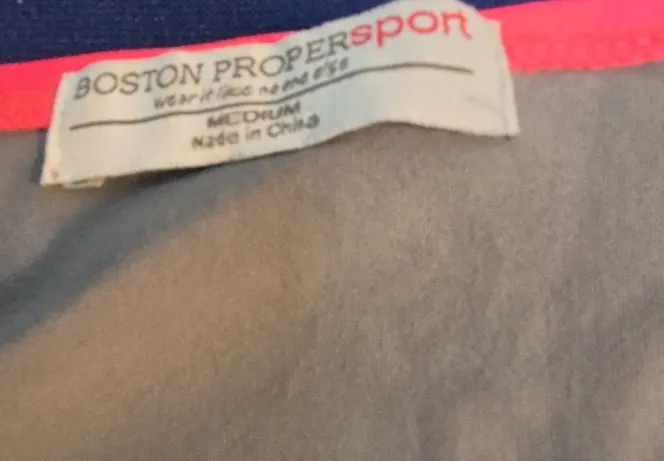 BOSTON PROPERsport
wear it like no one else
MEDIUM
Made in China